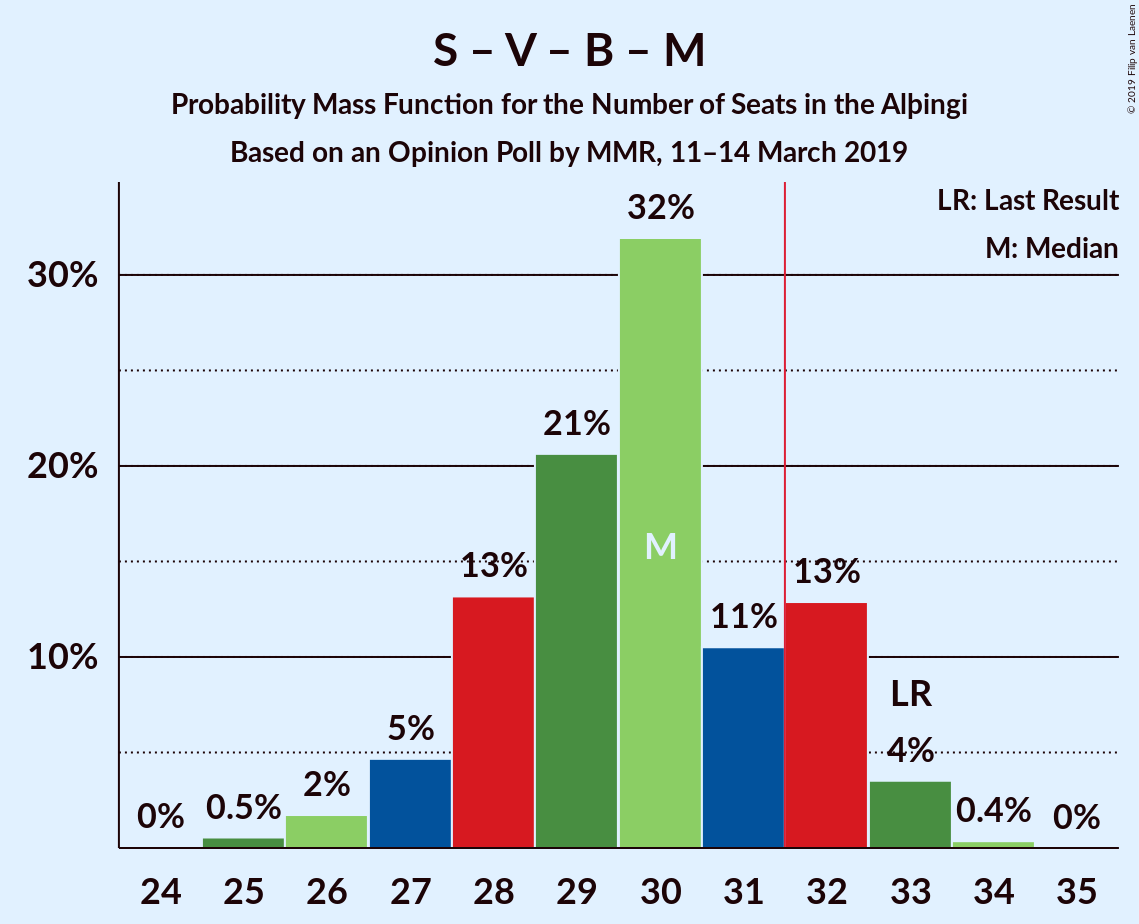 S – V – B – M
Probability Mass Function for the Number of Seats in the Alþingi
Based on an Opinion Poll by MMR, 11–14 March 2019
© 2019 Filip van Laenen
LR: Last Result
M: Median
30%
20%
10%
0%
0.5%
2%
5%
13%
21%
32%
M
11%
13%
LR
4%
0.4%
0%
24 25 26 27 28 29 30 31 32 33 34 35